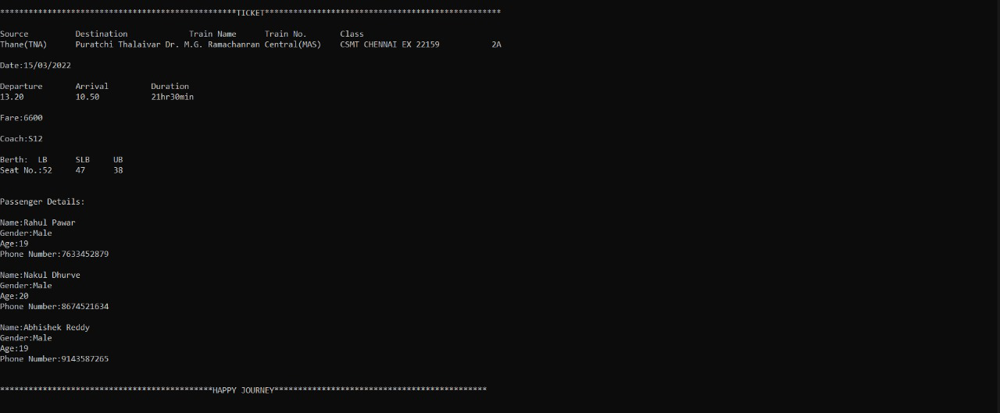 **************************************************TICKET**************************************************
Source Destination Train Name Train No. Class
Thane(TNA) Puratchi Thalaivar Dr. M.G. Ramachanran Central(MAS) CSMT CHENNAI EX 22159 2A
Date:15/03/2022
Departure Arrival Duration
13.20 10.50 21hr30min
Fare:6600
Coach:S12
Berth: LB SLB UB
Seat No.:52 47 38
Passenger Details:
Name:Rahul Pawar
Gender:Male
Age:19
Phone Number:7633452879
Name:Nakul Dhurve
Gender:Male
Age:20
Phone Number:8674521634
Name:Abhishek Reddy
Gender:Male
Age:19
Phone Number:9143587265
*********************************************HAPPY JOURNEY*********************************************